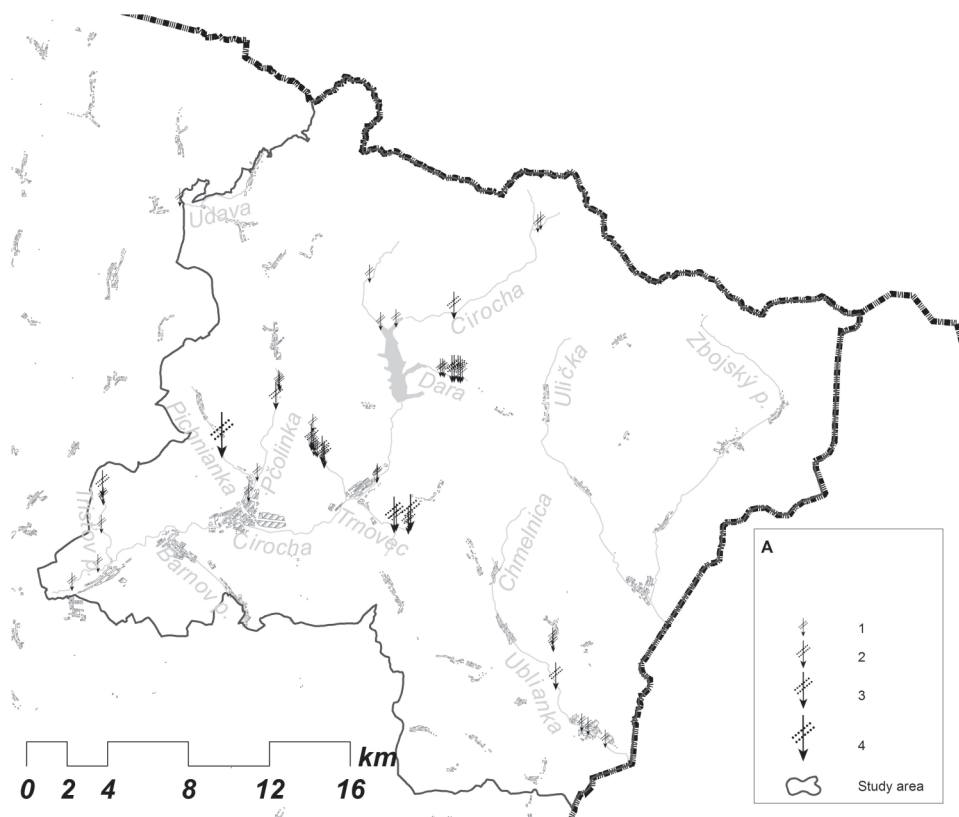 Udava
Cirocha
Ulička
Zbojský p.
Dara
Pichnianka
Pčolinka
Chmelnica
Trnovec
Cirocha
Barnov p.
Ublianka
A
1
2
3
4
Study area
km
0 2 4 8 12 16